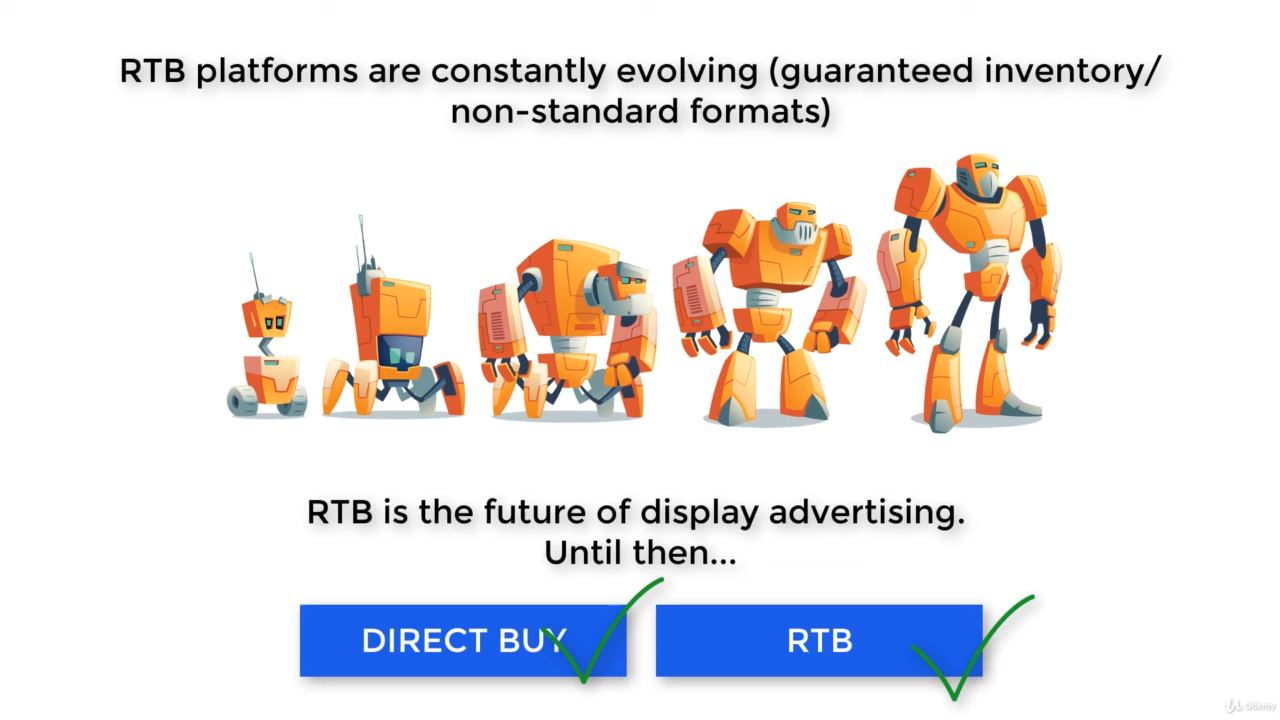 RTB platforms are constantly evolving (guaranteed inventory/
non-standard formats)
RTB is the future of display advertising.
Until then...
DIRECT BUY
RTB
Udemy